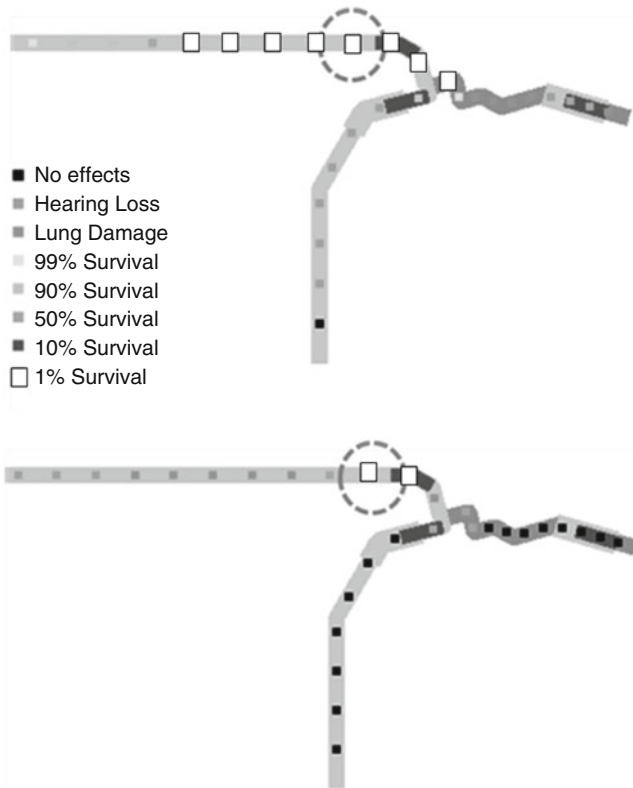 No effects
Hearing Loss
Lung Damage
99% Survival
90% Survival
50% Survival
10% Survival
1% Survival